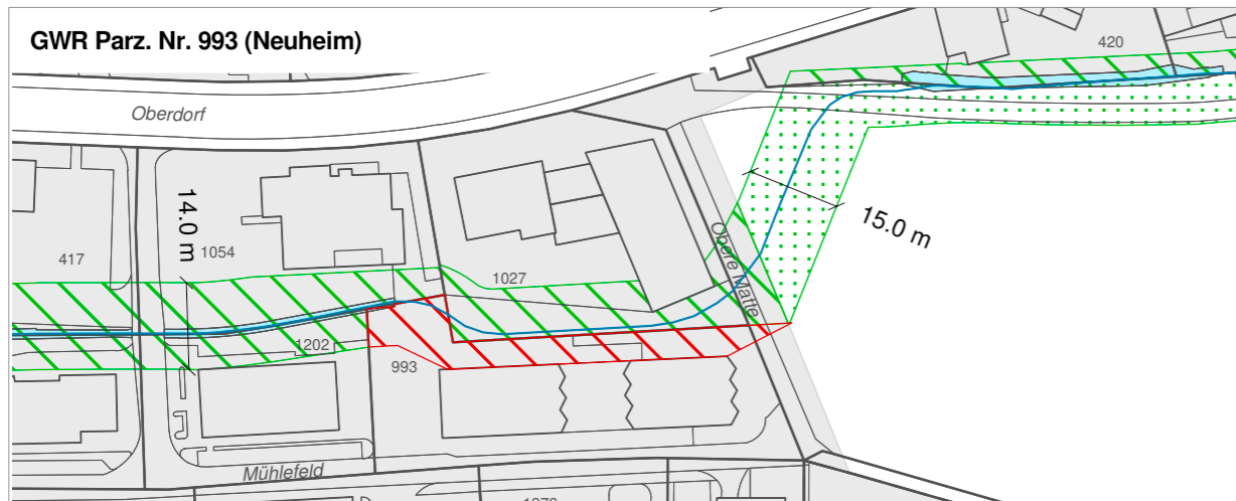 GWR Parz. Nr. 993 (Neuheim)
420
Oberdorf
14.0 m
15.0 m
417
1054
1027
Obere Matte
1202
993
Mühlefeld